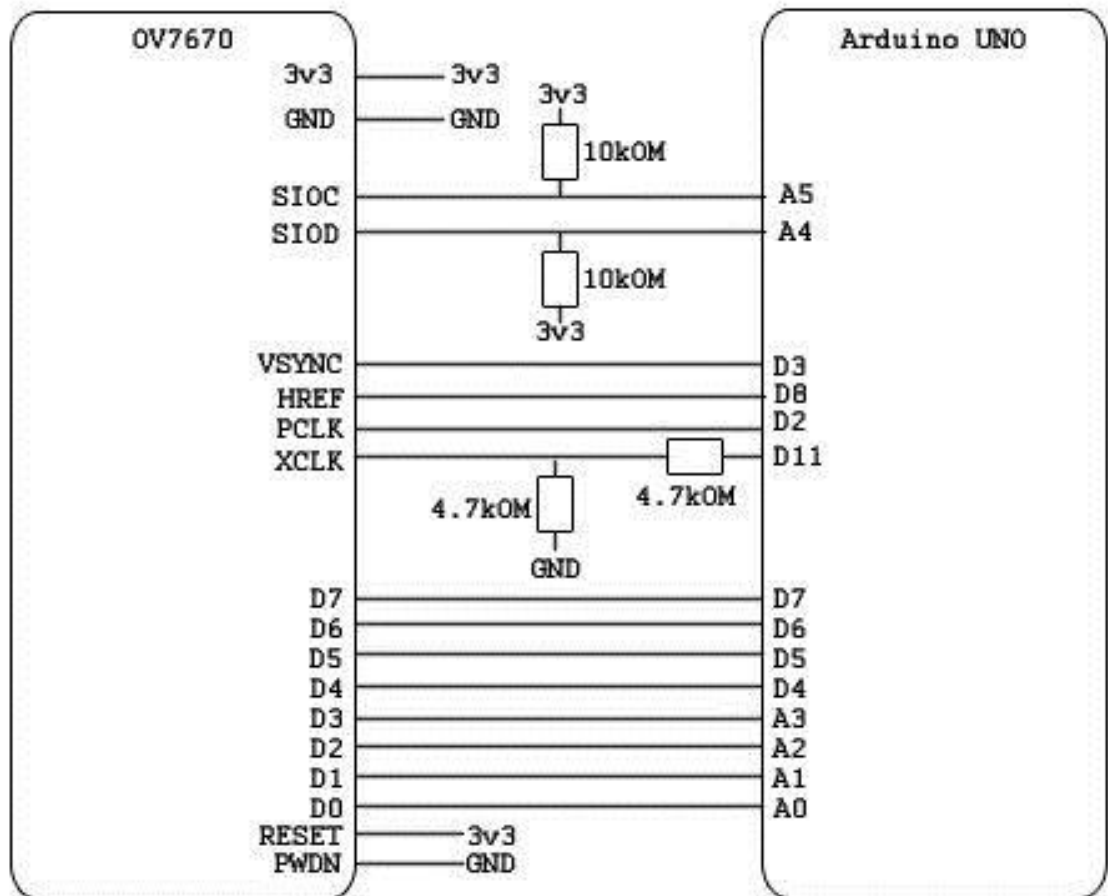 OV7670 Arduino UNO
3v3 3v3
3v3
GND GND
10kOM
SIOC A5
SIOD A4
10kOM
3v3
VSYNC D3
HREF D8
PCLK D2
XCLK D11
4.7kOM 4.7kOM
GND
D7 D7
D6 D6
D5 D5
D4 D4
D3 A3
D2 A2
D1 A1
D0 A0
RESET 3v3
PWDN GND